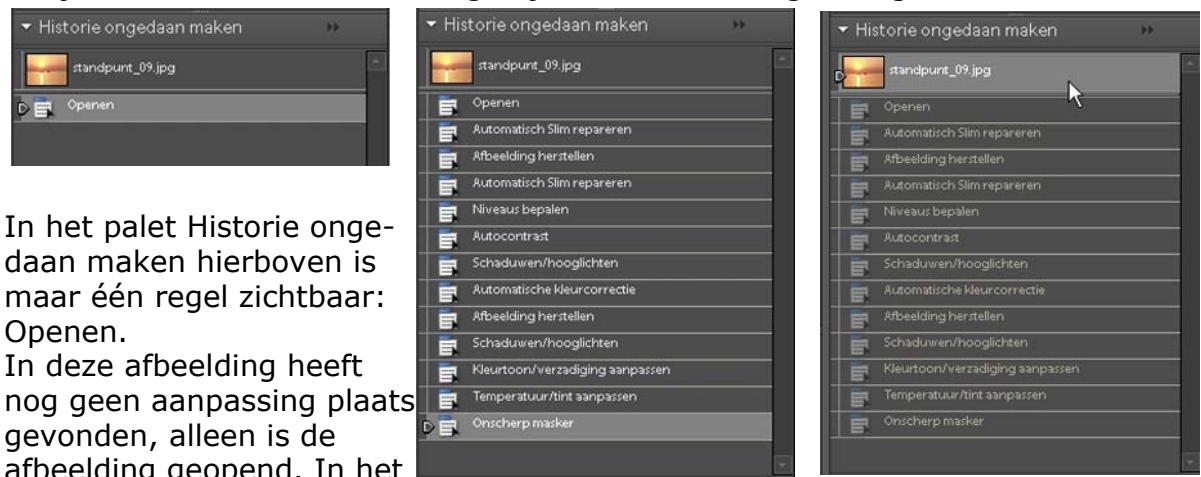 Historie ongedaan maken
standpunt_09.jpg
Openen
In het palet Historie onge-
daan maken hierboven is
maar één regel zichtbaar:
Openen.
In deze afbeelding heeft
nog geen aanpassing plaats
gevonden, alleen is de
afbeelding geopend. In het
Historie ongedaan maken
standpunt_09.jpg
Openen
Automatisch Slim repareren
Afbeelding herstellen
Automatisch Slim repareren
Niveaus bepalen
Autocontrast
Schaduwen/hooglichten
Automatische kleurcorrectie
Afbeelding herstellen
Schaduwen/hooglichten
Kleurtoon/verzadiging aanpassen
Temperatuur/tint aanpassen
Onscherp masker
Historie ongedaan maken
standpunt_09.jpg
Openen
Automatisch Slim repareren
Afbeelding herstellen
Automatisch Slim repareren
Niveaus bepalen
Autocontrast
Schaduwen/hooglichten
Automatische kleurcorrectie
Afbeelding herstellen
Schaduwen/hooglichten
Kleurtoon/verzadiging aanpassen
Temperatuur/tint aanpassen
Onscherp masker